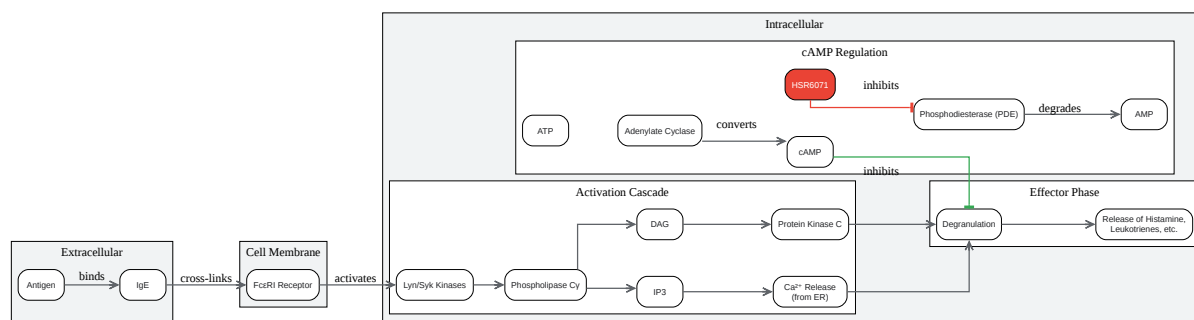 Intracellular
cAMP Regulation
HSR6071
inhibits
Phosphodiesterase (PDE)
degrades
AMP
ATP
Adenylate Cyclase
converts
cAMP
inhibits
Activation Cascade
Effector Phase
DAG
Protein Kinase C
Degranulation
Release of Histamine,
Leukotrienes, etc.
Extracellular
Cell Membrane
Antigen
binds
IgE
cross-links
FcεRI Receptor
activates
Lyn/Syk Kinases
Phospholipase Cγ
IP3
Ca²⁺ Release
(from ER)